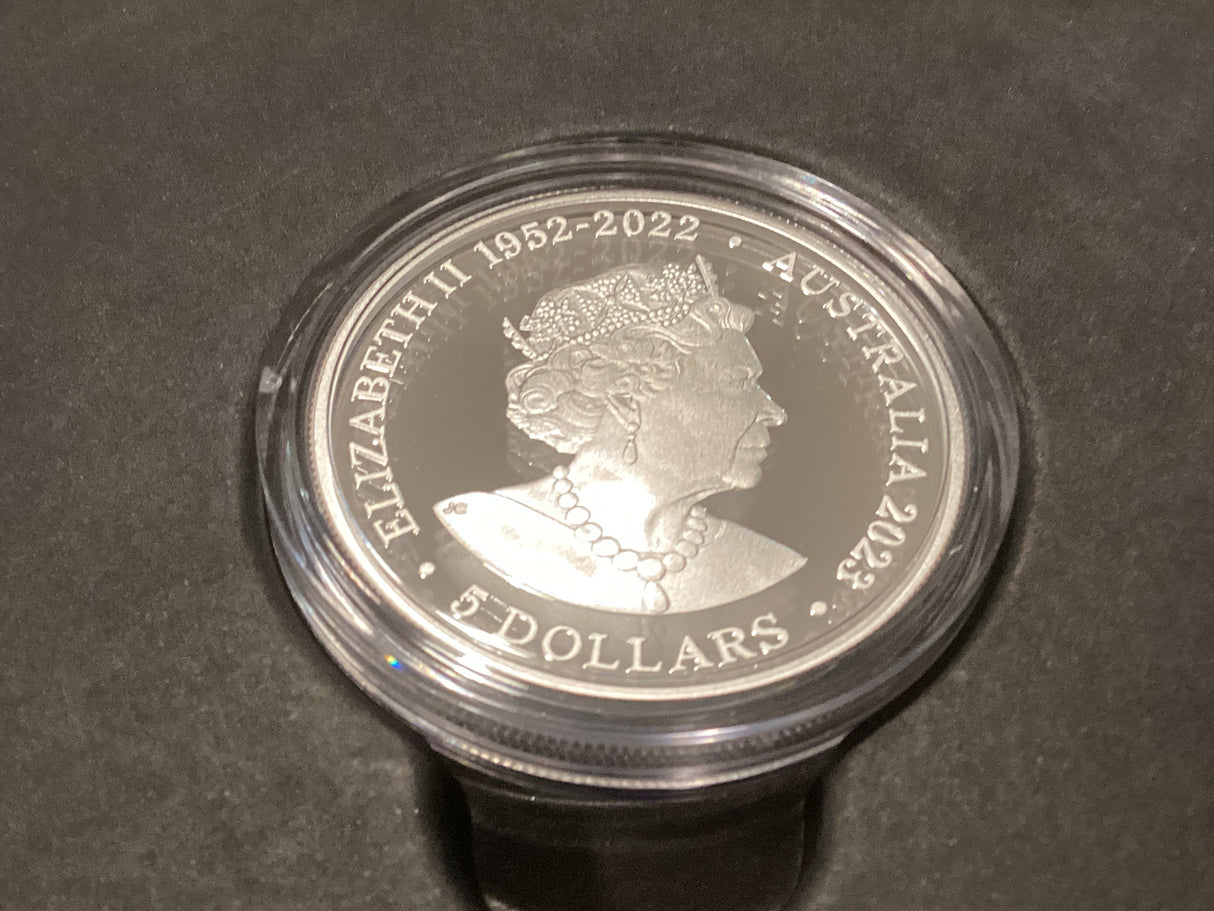 ELIZABETH II 1952-2022 • AUSTRALIA 2023 •
5 DOLLARS •
JC